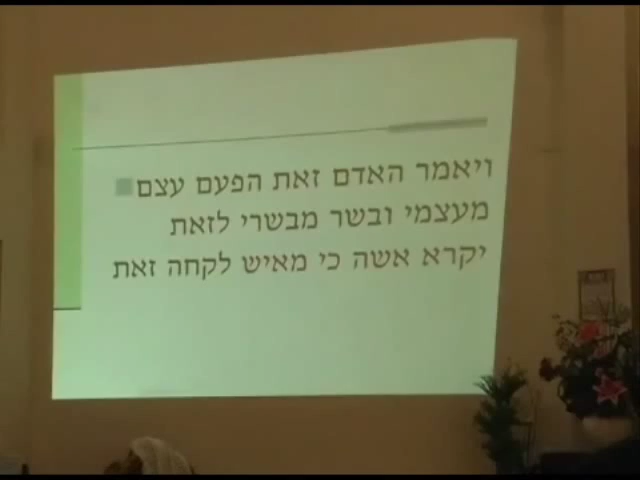 ויאמר האדם זאת הפעם עצם
מעצמי ובשר מבשרי לזאת
יקרא אשה כי מאיש לקחה זאת